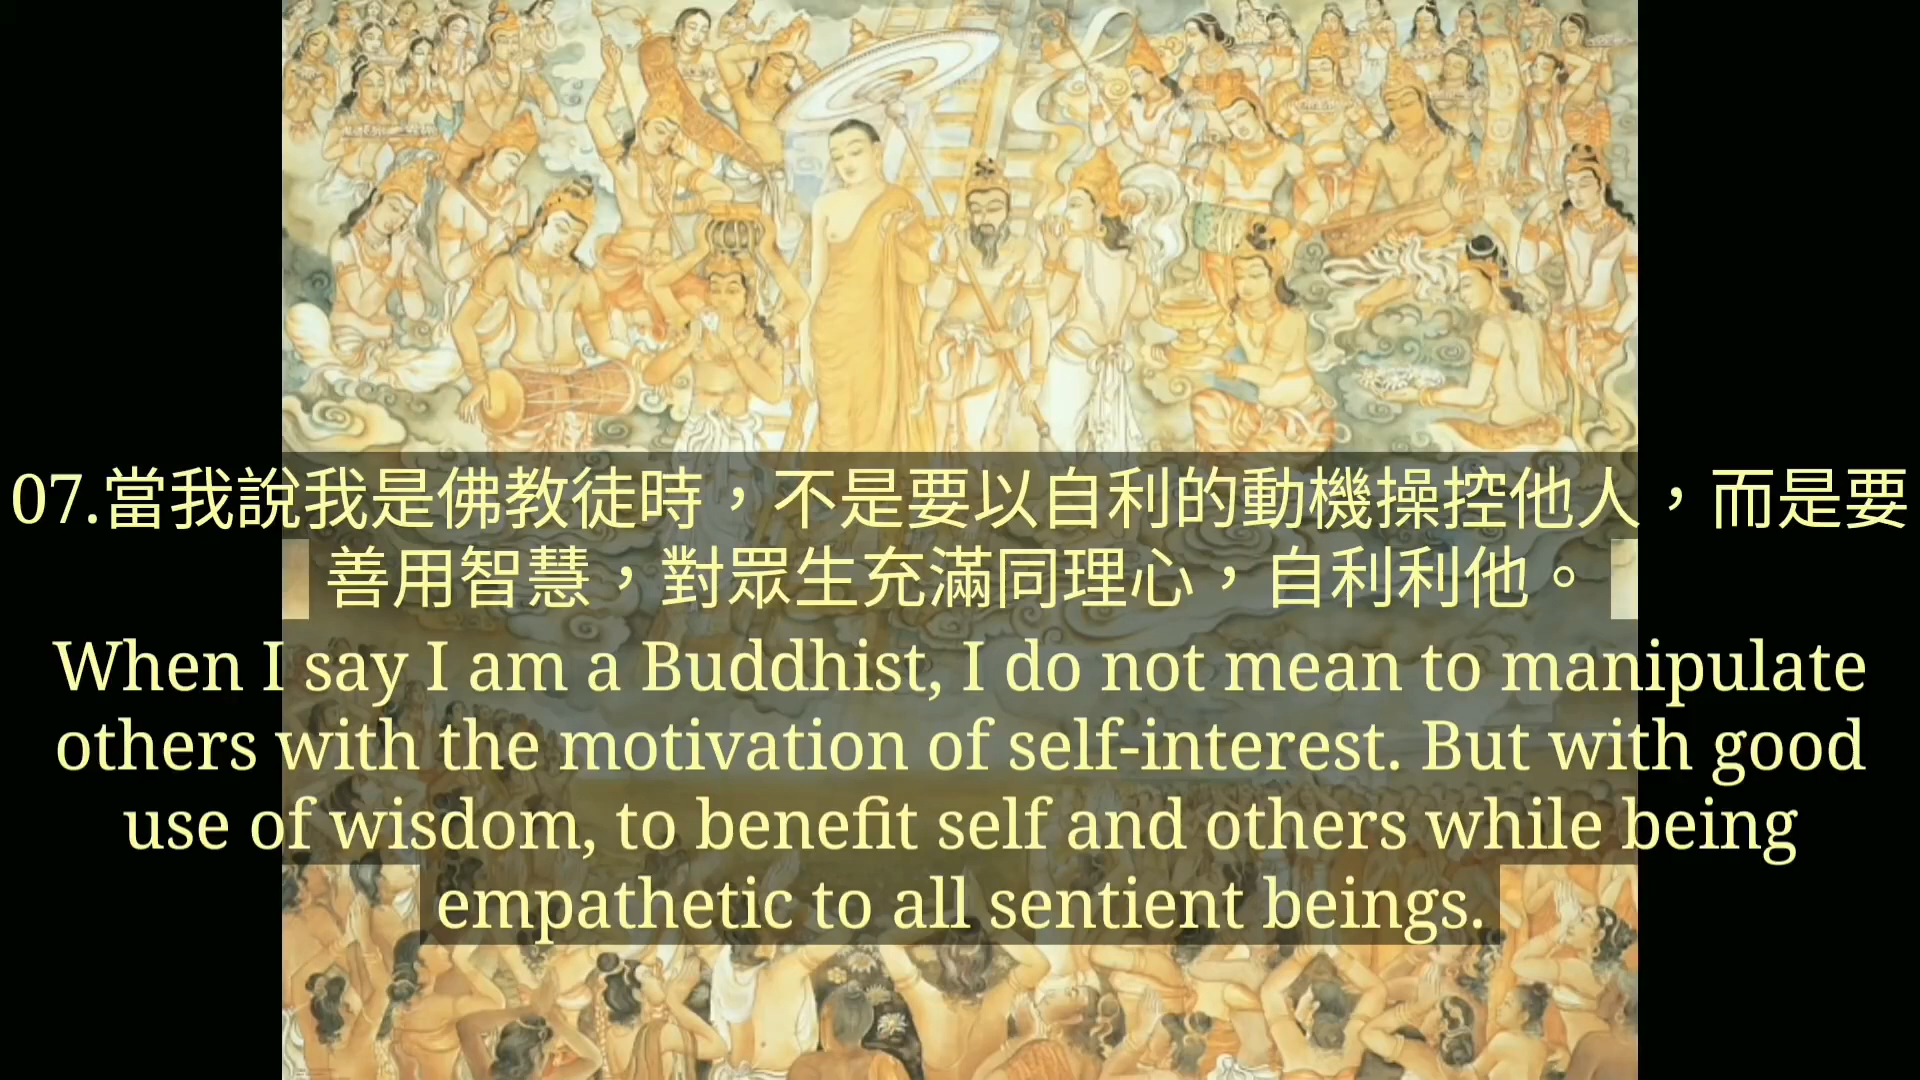 07.當我說我是佛教徒時，不是要以自利的動機操控他人，而是要
善用智慧，對眾生充滿同理心，自利利他。
When I say I am a Buddhist, I do not mean to manipulate
others with the motivation of self-interest. But with good
use of wisdom, to benefit self and others while being
empathetic to all sentient beings.